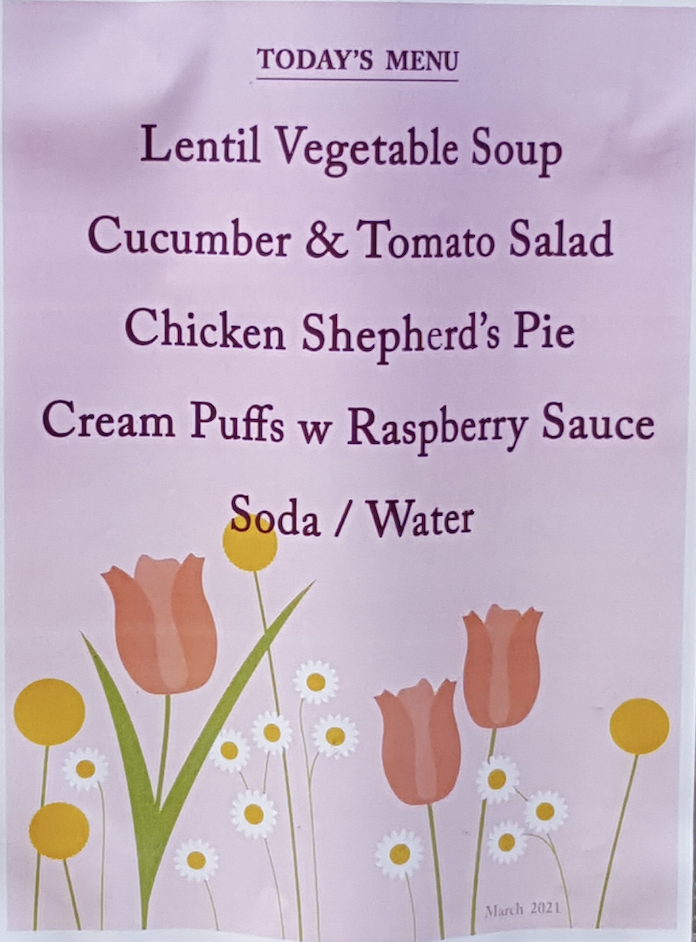 TODAY'S MENU
Lentil Vegetable Soup
Cucumber & Tomato Salad
Chicken Shepherd's Pie
Cream Puffs w Raspberry Sauce
Soda / Water
March 2021